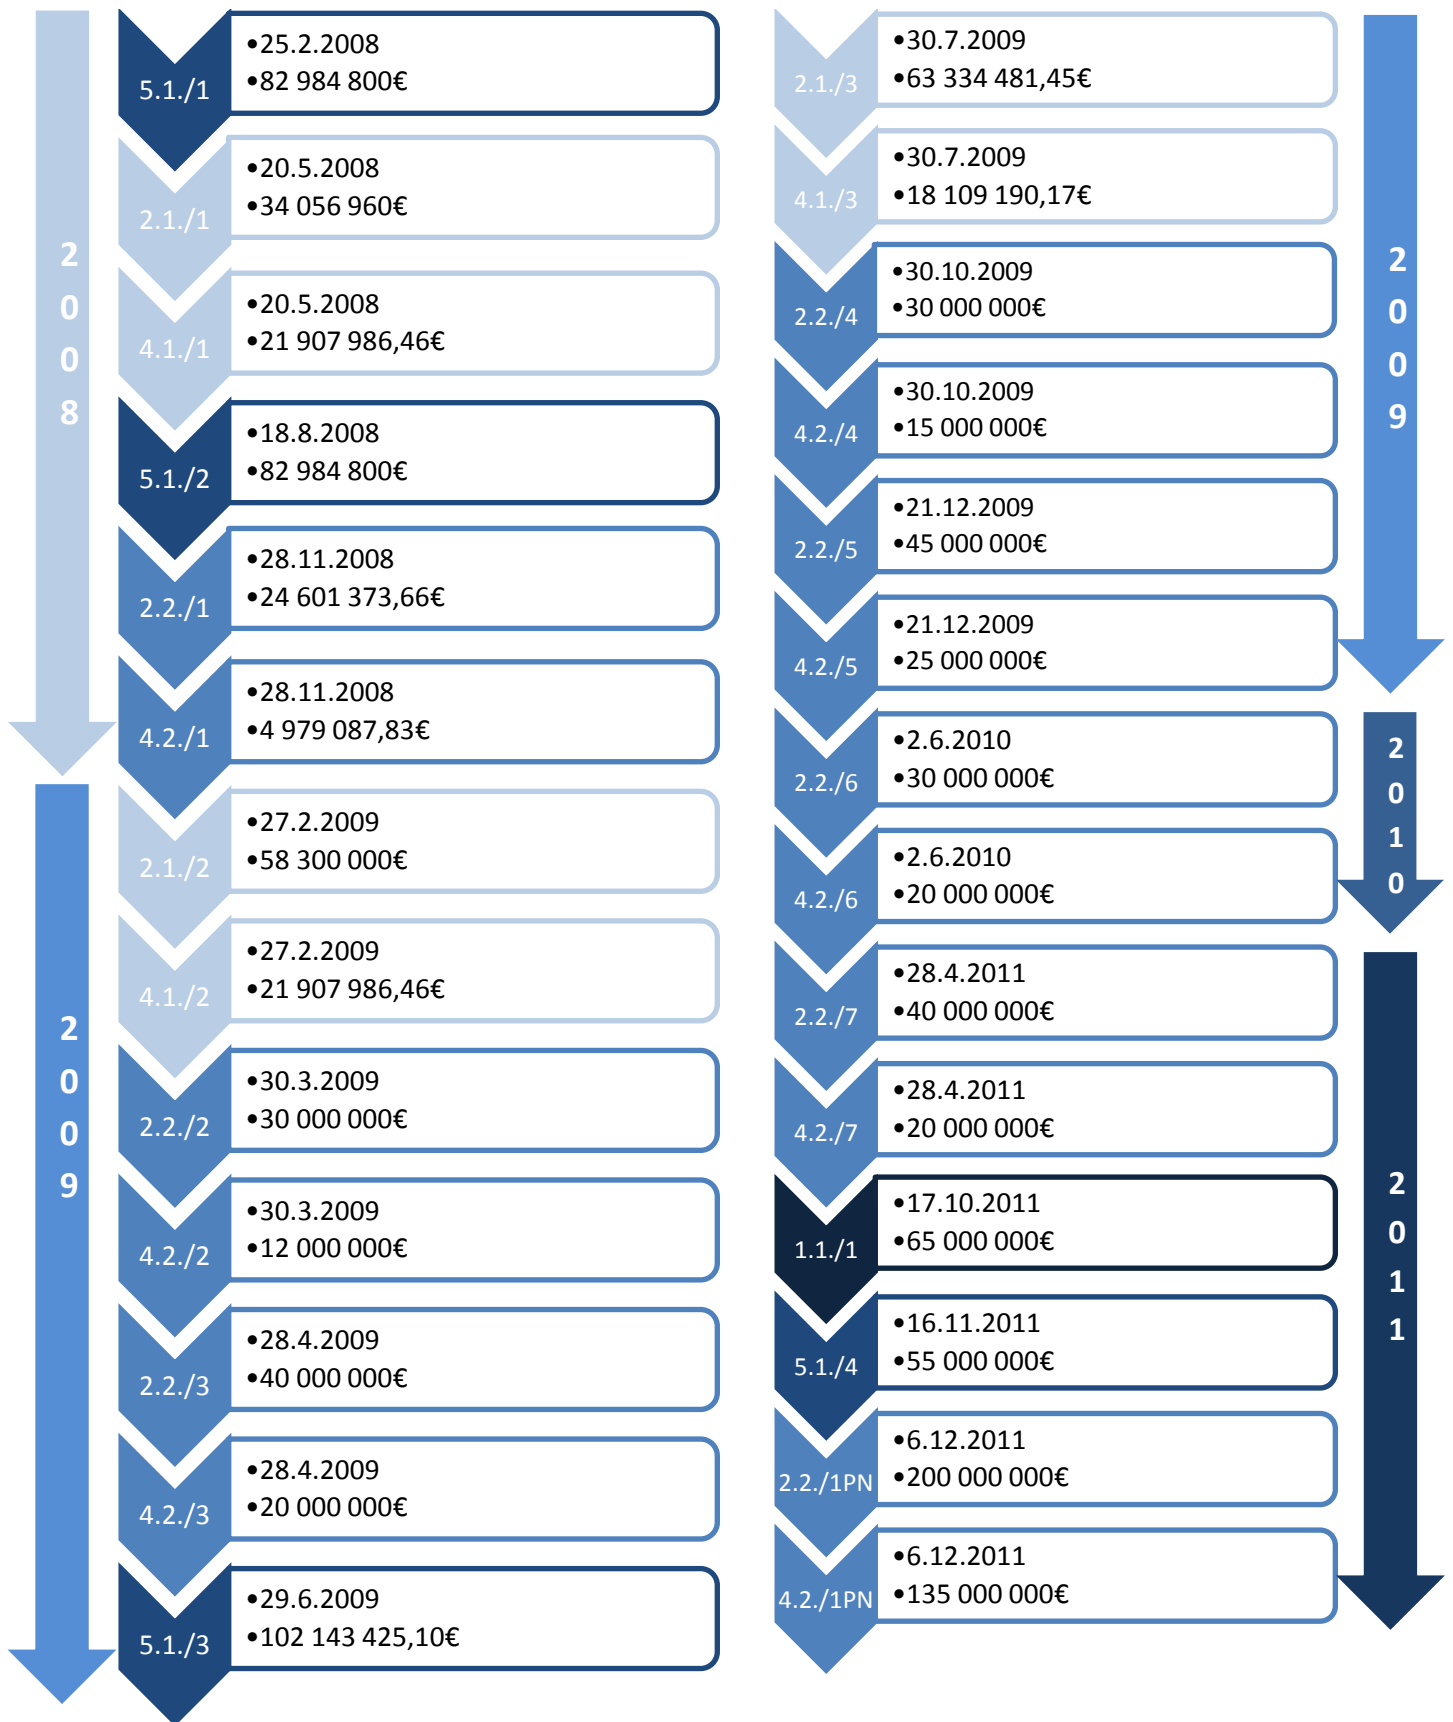 2008
5.1./1
•25.2.2008
•82 984 800€
2.1./1
•20.5.2008
•34 056 960€
4.1./1
•20.5.2008
•21 907 986,46€
5.1./2
•18.8.2008
•82 984 800€
2.2./1
•28.11.2008
•24 601 373,66€
4.2./1
•28.11.2008
•4 979 087,83€
2009
2.1./2
•27.2.2009
•58 300 000€
4.1./2
•27.2.2009
•21 907 986,46€
2.2./2
•30.3.2009
•30 000 000€
4.2./2
•30.3.2009
•12 000 000€
2.2./3
•28.4.2009
•40 000 000€
4.2./3
•28.4.2009
•20 000 000€
5.1./3
•29.6.2009
•102 143 425,10€
2.1./3
•30.7.2009
•63 334 481,45€
4.1./3
•30.7.2009
•18 109 190,17€
2.2./4
•30.10.2009
•30 000 000€
4.2./4
•30.10.2009
•15 000 000€
2.2./5
•21.12.2009
•45 000 000€
4.2./5
•21.12.2009
•25 000 000€
2009
2.2./6
•2.6.2010
•30 000 000€
4.2./6
•2.6.2010
•20 000 000€
2010
2.2./7
•28.4.2011
•40 000 000€
4.2./7
•28.4.2011
•20 000 000€
1.1./1
•17.10.2011
•65 000 000€
5.1./4
•16.11.2011
•55 000 000€
2.2./1PN
•6.12.2011
•200 000 000€
4.2./1PN
•6.12.2011
•135 000 000€
2011